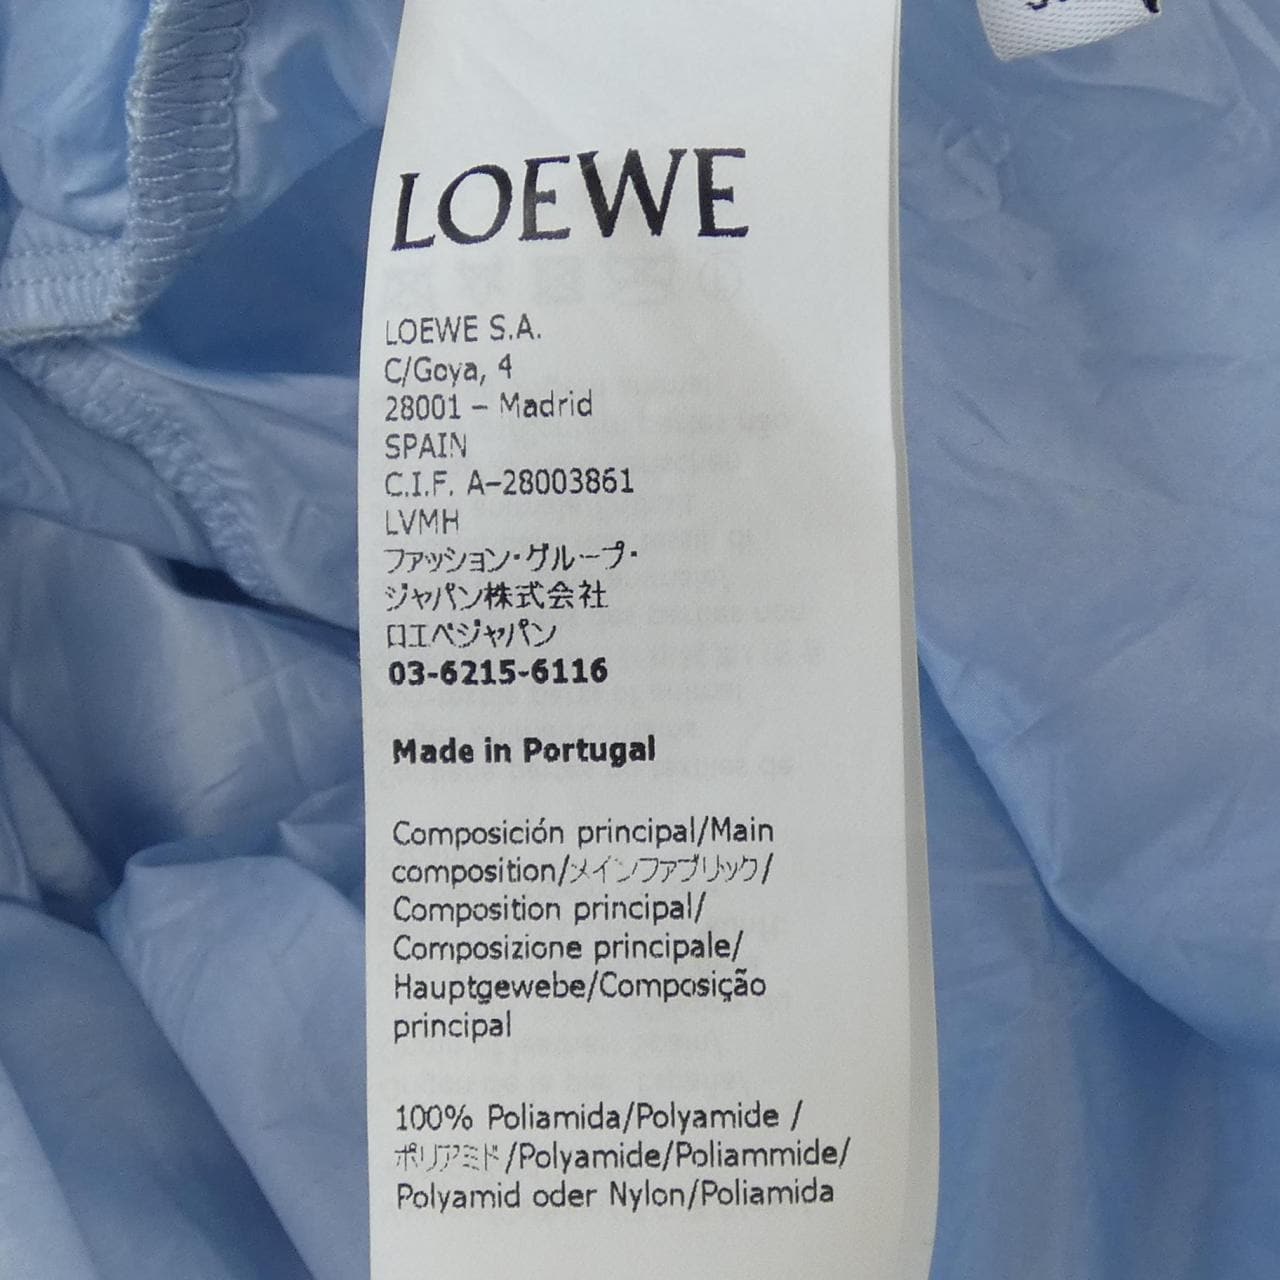 LOEWE
LOEWE S.A.
C/Goya, 4
28001 – Madrid
SPAIN
C.I.F. A–28003861
LVMH
ファッション・グループ・
ジャパン株式会社
ロエベジャパン
03-6215-6116
Made in Portugal
Composición principal/Main
composition/メインファブリック/
Composition principal/
Composizione principale/
Hauptgewebe/Composição
principal
100% Poliamida/Polyamide /
ポリアミド/Polyamide/Poliammide/
Polyamid oder Nylon/Poliamida